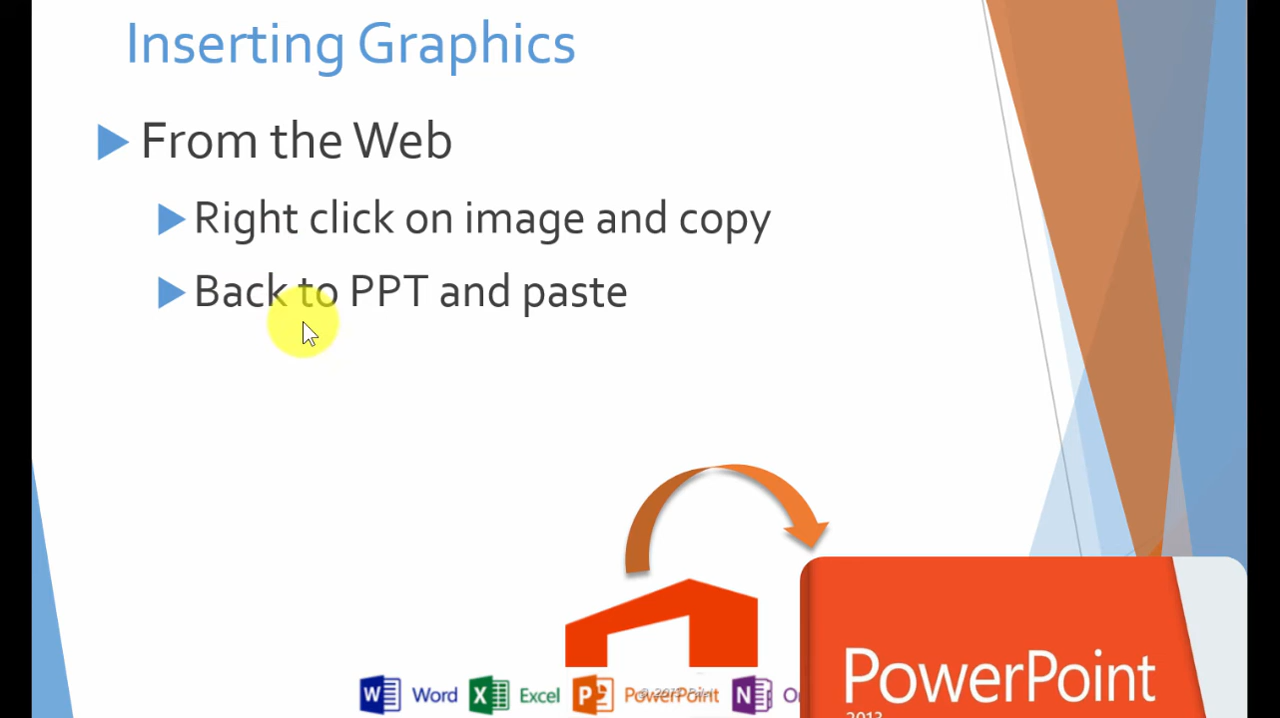 Inserting Graphics
From the Web
Right click on image and copy
Back to PPT and paste
Word Excel PowerPoint
PowerPoint
2013